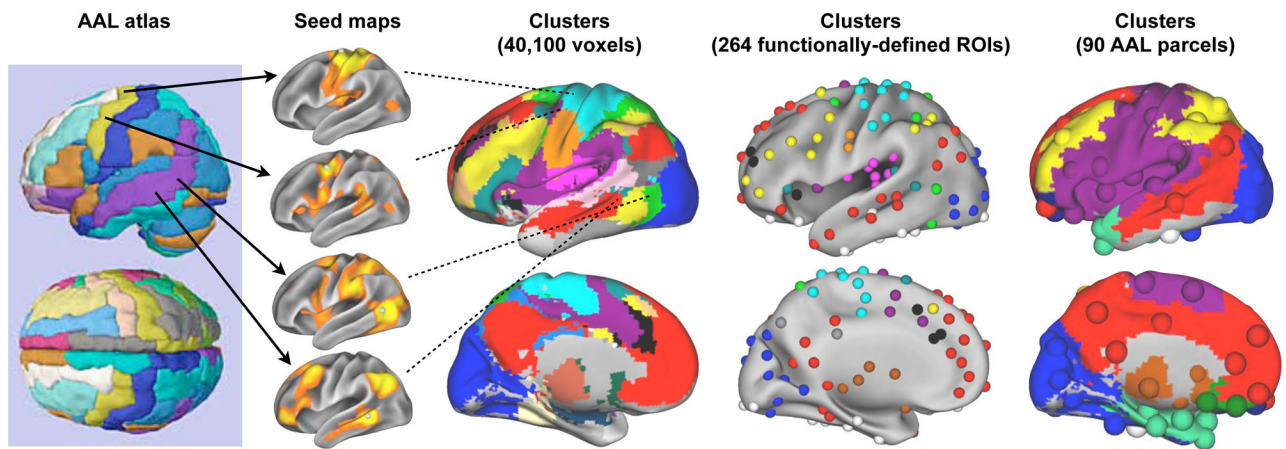 AAL atlas
Seed maps
Clusters
(40,100 voxels)
Clusters
(264 functionally-defined ROIs)
Clusters
(90 AAL parcels)